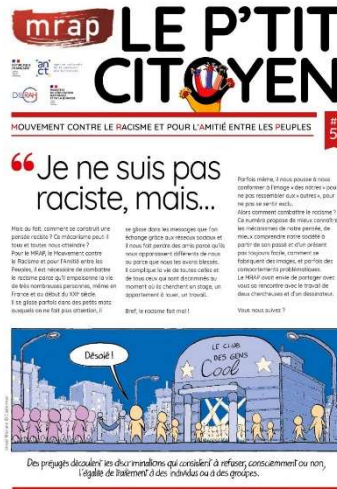 mrap
LE P'TIT
CITOYEN
MOUVEMENT CONTRE LE RACISME ET POUR L'AMITIÉ ENTRE LES PEUPLES
#
5
“Je ne suis pas
raciste, mais...
Mais au fait, comment se construit une
pensée raciste ? Ce mécanisme peut-il
tous et toutes nous atteindre ?
Pour le MRAP, le Mouvement contre
le Racisme et pour l'Amitié entre les
Peuples, il est nécessaire de combattre
le racisme parce qu'il empoisonne la vie
de très nombreuses personnes, même en
France et au début du XXIe siècle.
Il se glisse parfois dans des petits mots
auxquels on ne fait plus attention, il
se glisse dans les messages que l'on
échange grâce aux réseaux sociaux et
il nous fait perdre des amis parce qu'ils
nous apparaissent différents de nous
ou parce que nous les avons blessés.
Il complique la vie de toutes celles et
de tous ceux qui sont discriminés au
moment où ils cherchent un stage, un
appartement à louer, un travail.
Bref, le racisme fait mal !
Parfois même, il nous pousse à nous
conformer à l'image « des nôtres » pour
ne pas ressembler aux « autres », pour
ne pas se sentir exclu.
Alors comment combattre le racisme ?
Ce numéro propose de mieux connaître
les mécanismes de notre pensée, de
mieux comprendre notre société à
partir de son passé et d'un présent
pas toujours facile, comment se
fabriquent des images, et parfois des
comportements problématiques.
Le MRAP avait envie de partager avec
vous sa rencontre avec le travail de
deux chercheuses et d'un dessinateur.
Vous nous suivez ?
Désolé !
LE CLUB
DES GENS
Cool
Des préjugés découlent les discriminations qui consistent à refuser, consciemment ou non,
l'égalité de traitement à des individus ou à des groupes.